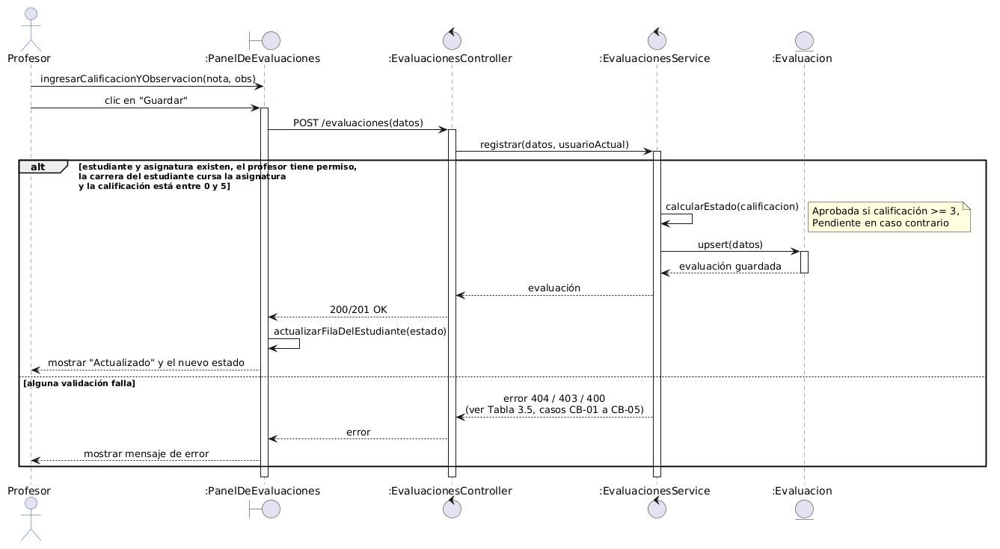 Profesor
:PanelDeEvaluaciones
:EvaluacionesController
:EvaluacionesService
:Evaluacion
ingresarCalificacionYObservacion(nota, obs)
clic en "Guardar"
POST /evaluaciones(datos)
registrar(datos, usuarioActual)
alt
[estudiante y asignatura existen, el profesor tiene permiso,
la carrera del estudiante cursa la asignatura
y la calificación está entre 0 y 5]
calcularEstado(calificacion)
Aprobada si calificación >= 3,
Pendiente en caso contrario
upsert(datos)
evaluación guardada
evaluación
200/201 OK
actualizarFilaDelEstudiante(estado)
mostrar "Actualizado" y el nuevo estado
[alguna validación falla]
error 404 / 403 / 400
(ver Tabla 3.5, casos CB-01 a CB-05)
error
mostrar mensaje de error
Profesor
:PanelDeEvaluaciones
:EvaluacionesController
:EvaluacionesService
:Evaluacion